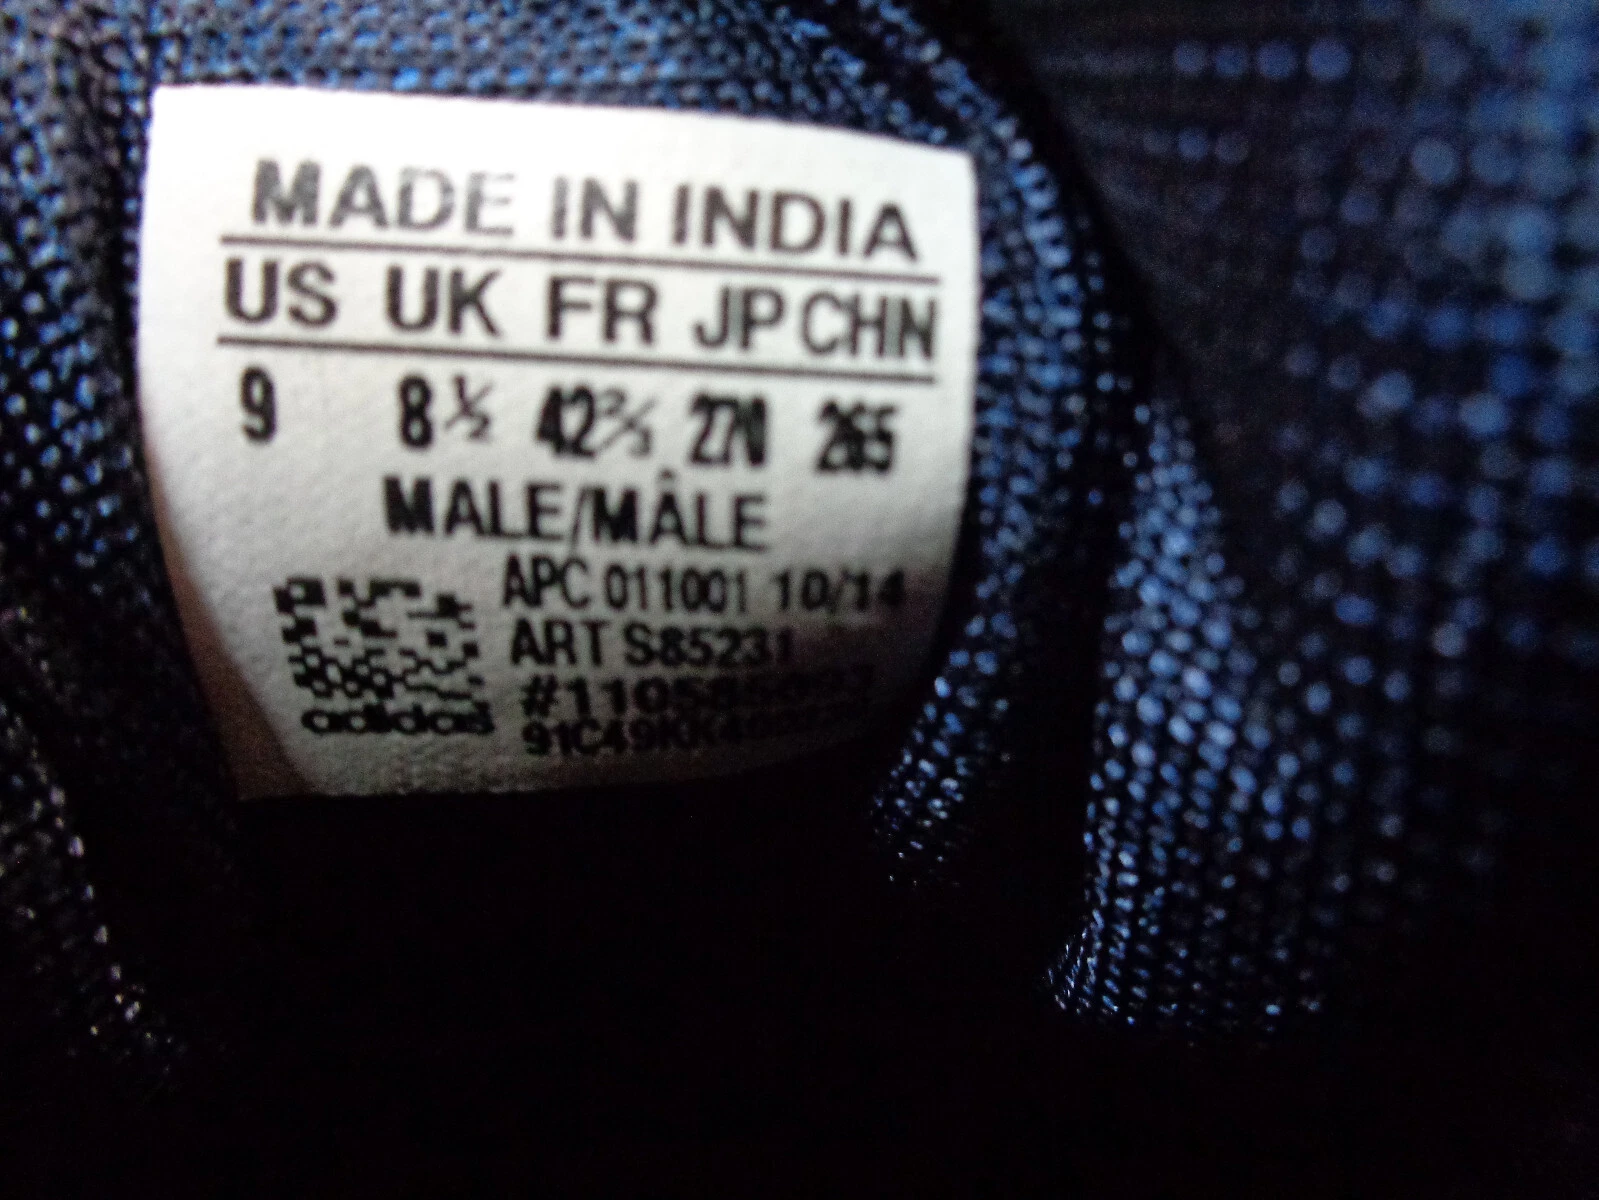 MADE IN INDIA
US UK FR JP CHN
9 8½ 42⅔ 270 265
MALE/MÂLE
APC 011001 10/14
ART S85231
adidas